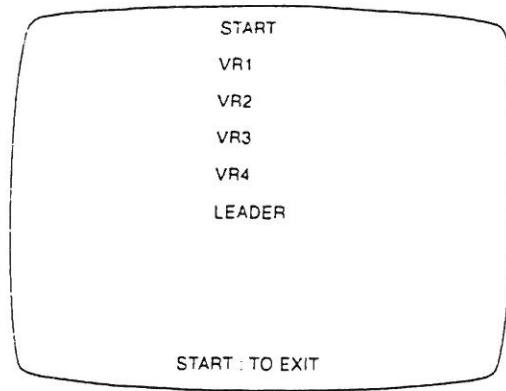 START
VR1
VR2
VR3
VR4
LEADER
START : TO EXIT